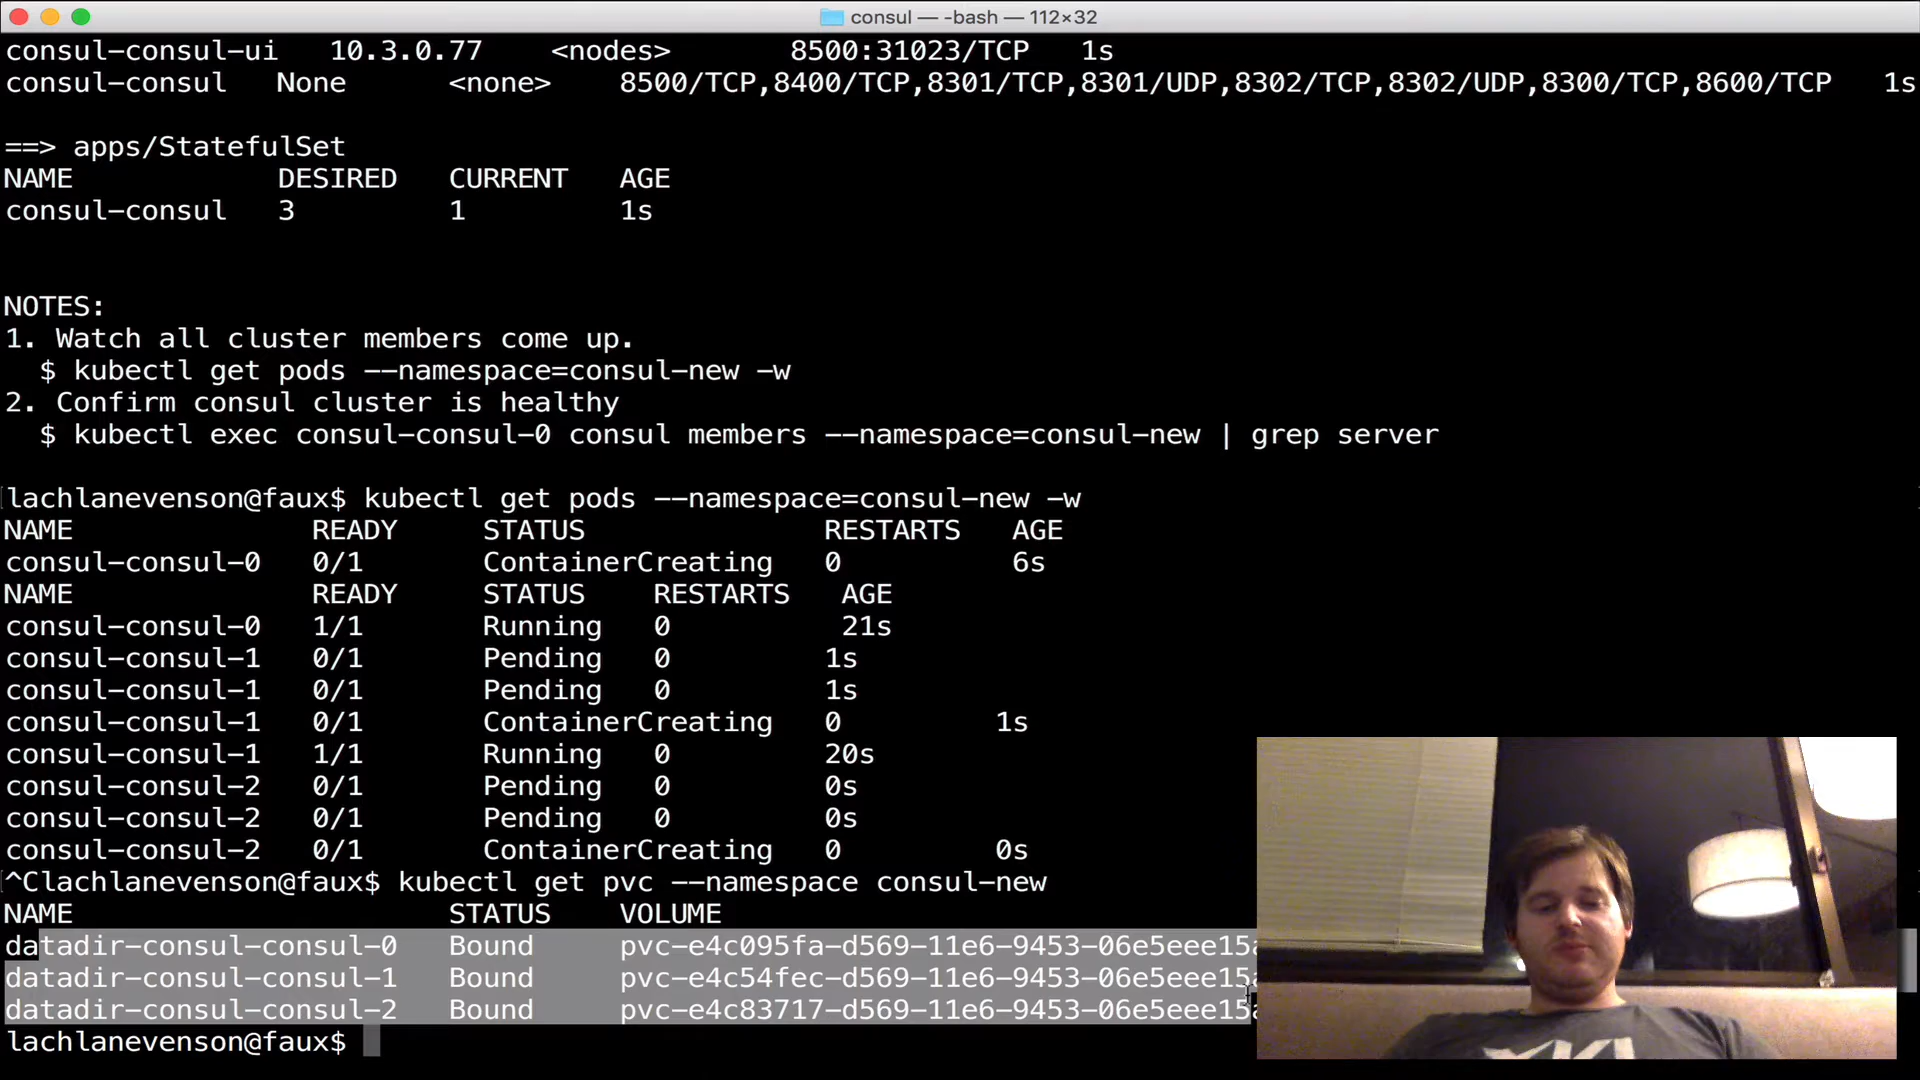 consul — -bash — 112×32
consul-consul-ui 10.3.0.77 <nodes> 8500:31023/TCP 1s
consul-consul None <none> 8500/TCP,8400/TCP,8301/TCP,8301/UDP,8302/TCP,8302/UDP,8300/TCP,8600/TCP 1s
==> apps/StatefulSet
NAME DESIRED CURRENT AGE
consul-consul 3 1 1s
NOTES:
1. Watch all cluster members come up.
$ kubectl get pods --namespace=consul-new -w
2. Confirm consul cluster is healthy
$ kubectl exec consul-consul-0 consul members --namespace=consul-new | grep server
lachlanevenson@faux$ kubectl get pods --namespace=consul-new -w
NAME READY STATUS RESTARTS AGE
consul-consul-0 0/1 ContainerCreating 0 6s
NAME READY STATUS RESTARTS AGE
consul-consul-0 1/1 Running 0 21s
consul-consul-1 0/1 Pending 0 1s
consul-consul-1 0/1 Pending 0 1s
consul-consul-1 0/1 ContainerCreating 0 1s
consul-consul-1 1/1 Running 0 20s
consul-consul-2 0/1 Pending 0 0s
consul-consul-2 0/1 Pending 0 0s
consul-consul-2 0/1 ContainerCreating 0 0s
^Clachlanevenson@faux$ kubectl get pvc --namespace consul-new
NAME STATUS VOLUME
datadir-consul-consul-0 Bound pvc-e4c095fa-d569-11e6-9453-06e5eee15a
datadir-consul-consul-1 Bound pvc-e4c54fec-d569-11e6-9453-06e5eee15a
datadir-consul-consul-2 Bound pvc-e4c83717-d569-11e6-9453-06e5eee15a
lachlanevenson@faux$